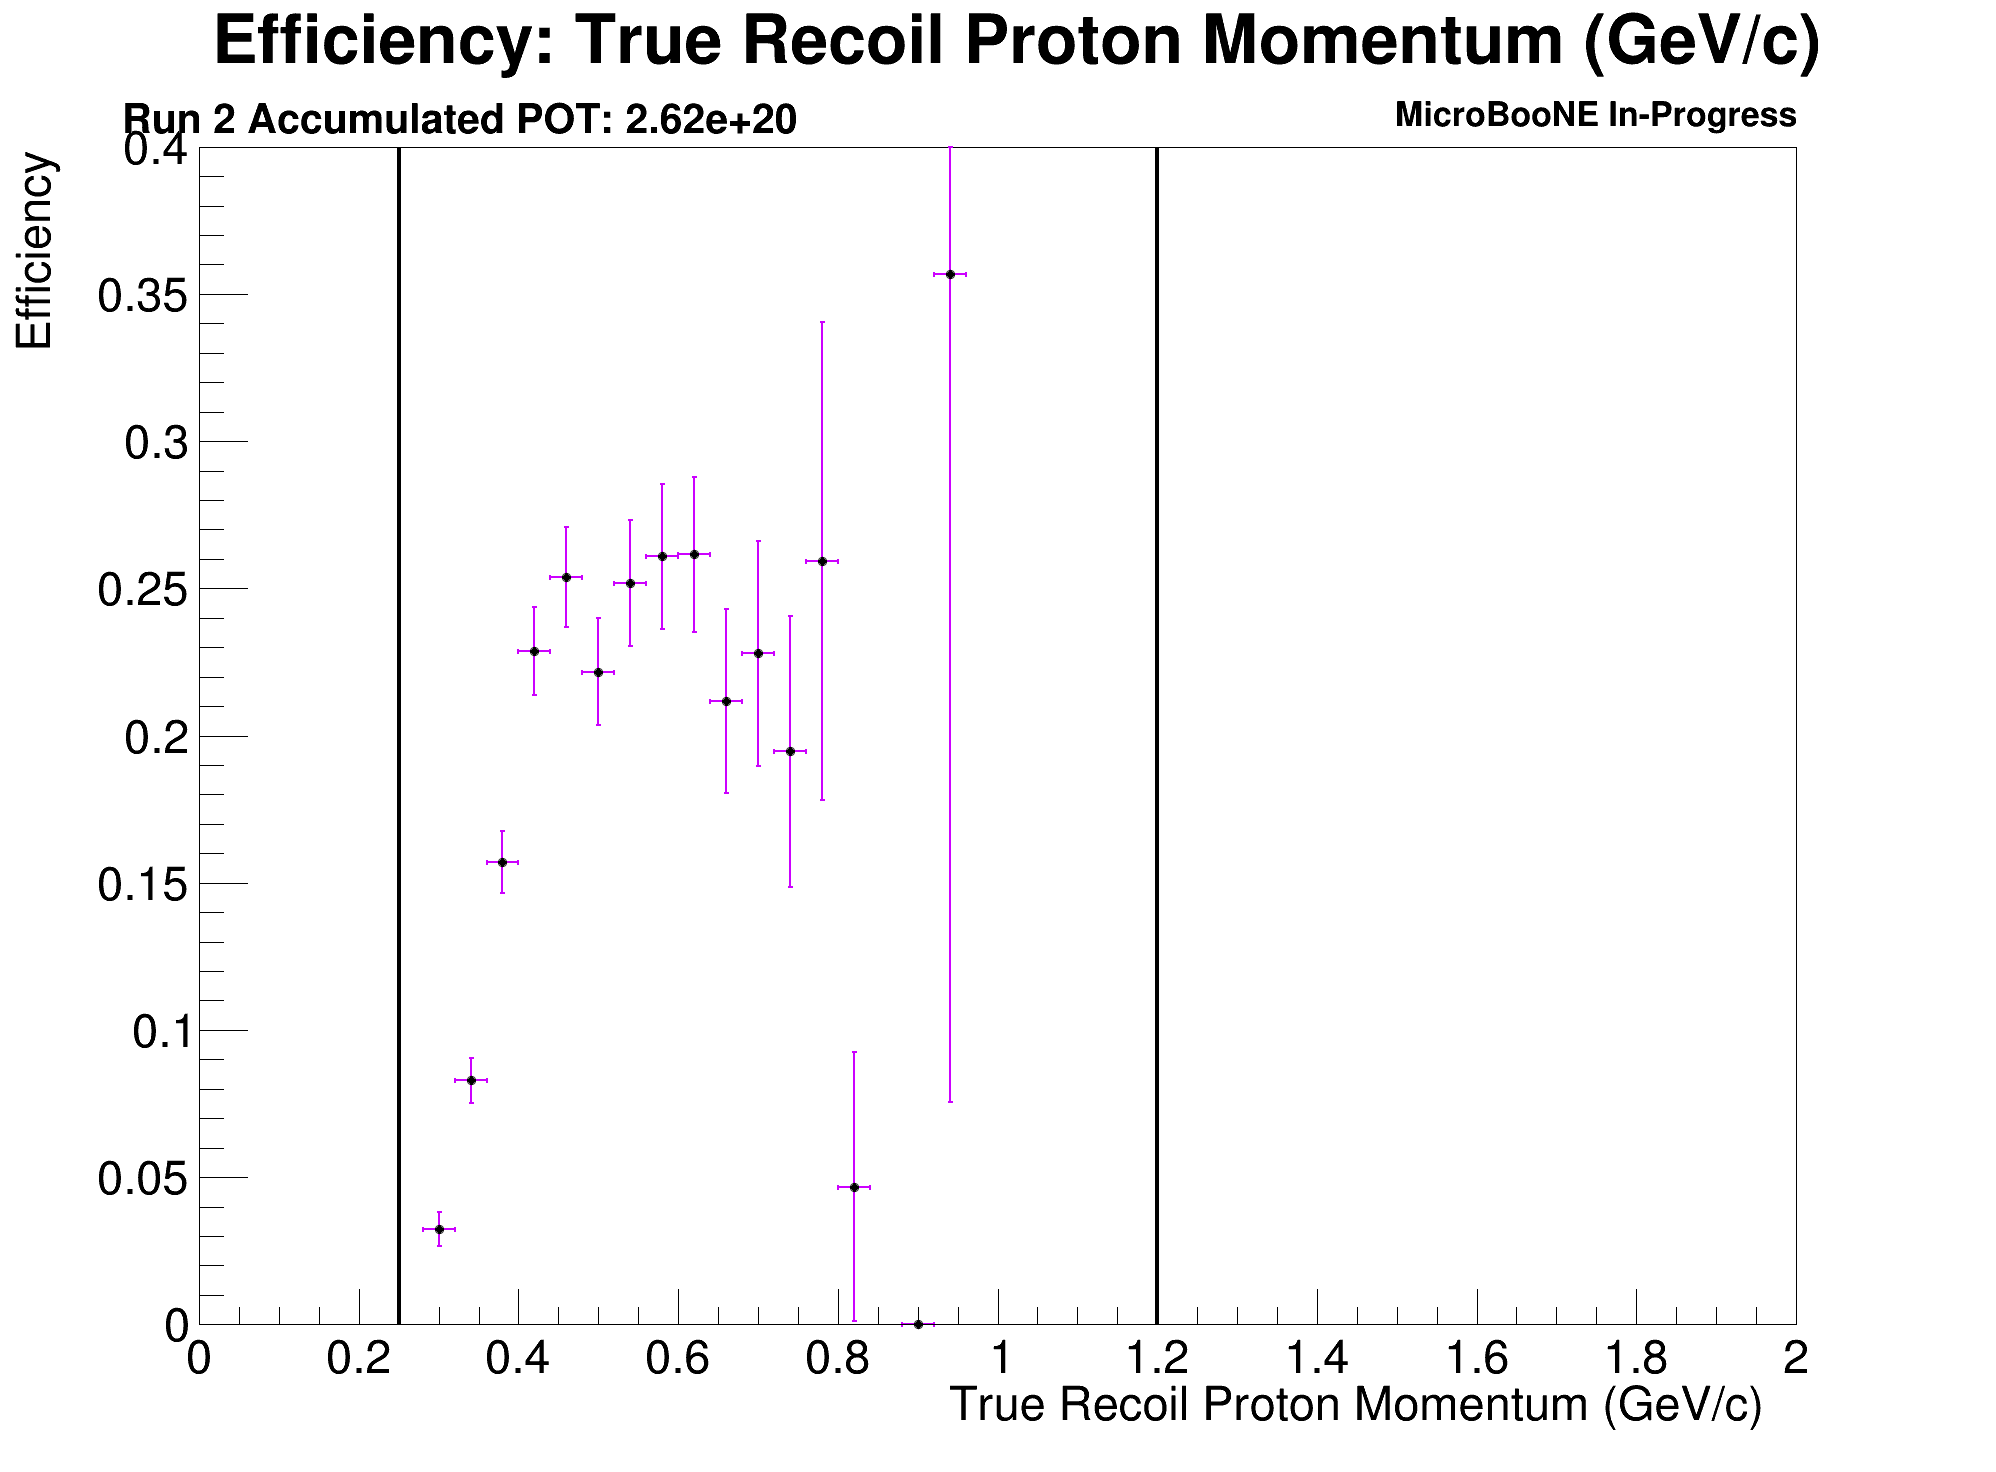 Efficiency: True Recoil Proton Momentum (GeV/c)
Run 2 Accumulated POT: 2.62e+20
MicroBooNE In-Progress
Efficiency
0.4
0.35
0.3
0.25
0.2
0.15
0.1
0.05
0
0 0.2 0.4 0.6 0.8 1 1.2 1.4 1.6 1.8 2
True Recoil Proton Momentum (GeV/c)